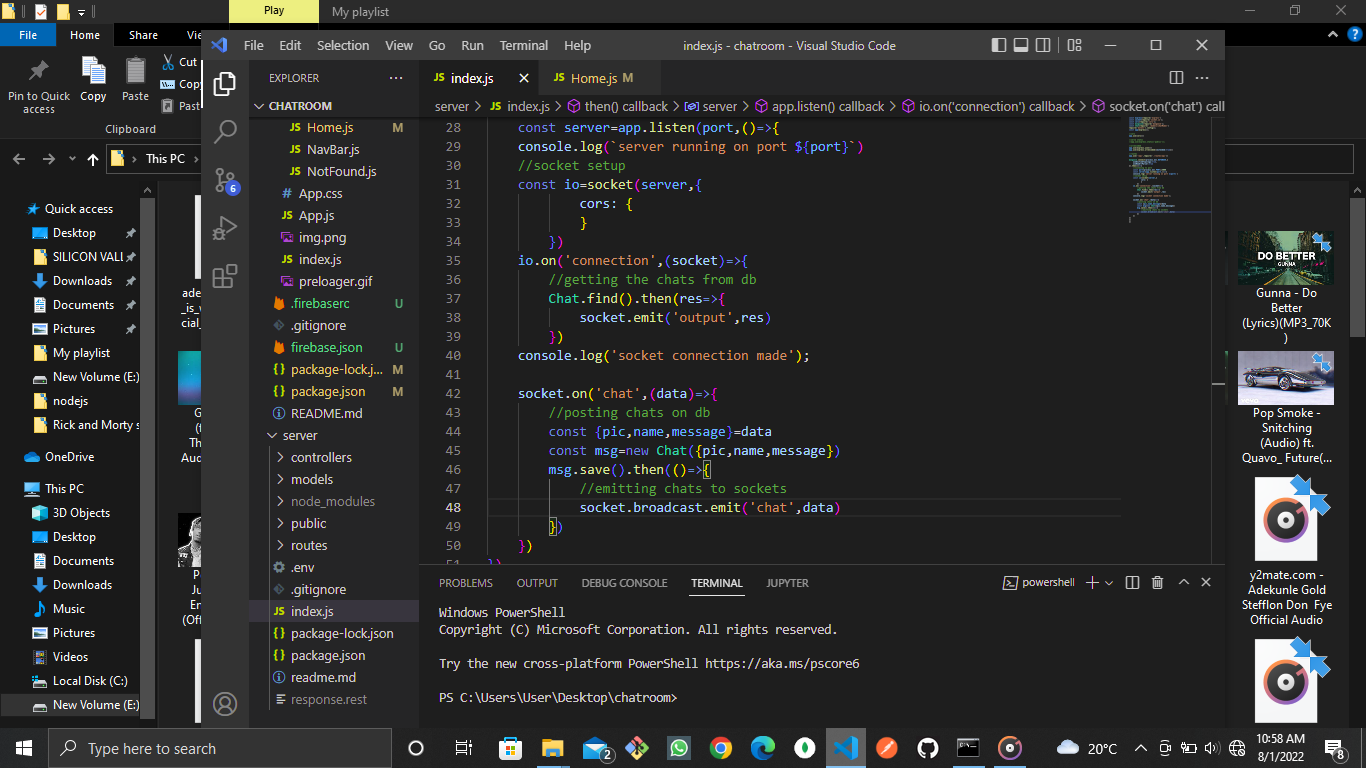 Play
My playlist
File
Home
Share
Vie
Pin to Quick
access
Copy
Paste
Cut
Copy
Past
Clipboard
This PC
Quick access
Desktop
SILICON VALL
Downloads
Documents
Pictures
My playlist
New Volume (E:)
nodejs
Rick and Morty s
OneDrive
This PC
3D Objects
Desktop
Documents
Downloads
Music
Pictures
Videos
Local Disk (C:)
New Volume (E:)
File Edit Selection View Go Run Terminal Help
index.js - chatroom - Visual Studio Code
EXPLORER
CHATROOM
Home.js M
NavBar.js
NotFound.js
App.css
App.js
img.png
index.js
preloager.gif
.firebaserc U
.gitignore
firebase.json U
package-lock.j... M
package.json M
README.md
server
controllers
models
node_modules
public
routes
.env
.gitignore
index.js
package-lock.json
package.json
readme.md
response.rest
6
JS index.js
JS Home.js M
server > JS index.js > then() callback > server > app.listen() callback > io.on('connection') callback > socket.on('chat') call
28 const server=app.listen(port,()=>{
29 console.log(`server running on port ${port}`)
30 //socket setup
31 const io=socket(server,{
32 cors: {
33 }
34 })
35 io.on('connection',(socket)=>{
36 //getting the chats from db
37 Chat.find().then(res=>{
38 socket.emit('output',res)
39 })
40 console.log('socket connection made');
41
42 socket.on('chat',(data)=>{
43 //posting chats on db
44 const {pic,name,message}=data
45 const msg=new Chat({pic,name,message})
46 msg.save().then(()=>{
47 //emitting chats to sockets
48 socket.broadcast.emit('chat',data)
49 })
50 })
51 })
PROBLEMS OUTPUT DEBUG CONSOLE TERMINAL JUPYTER
powershell
Windows PowerShell
Copyright (C) Microsoft Corporation. All rights reserved.
Try the new cross-platform PowerShell https://aka.ms/pscore6
PS C:\Users\User\Desktop\chatroom>
DO BETTER
GUNNA
Gunna - Do
Better
(Lyrics)(MP3_70K
)
Pop Smoke -
Snitching
(Audio) ft.
Quavo_ Future(...
y2mate.com -
Adekunle Gold
Stefflon Don Fye
Official Audio
Type here to search
2
20°C
10:58 AM
8/1/2022
8